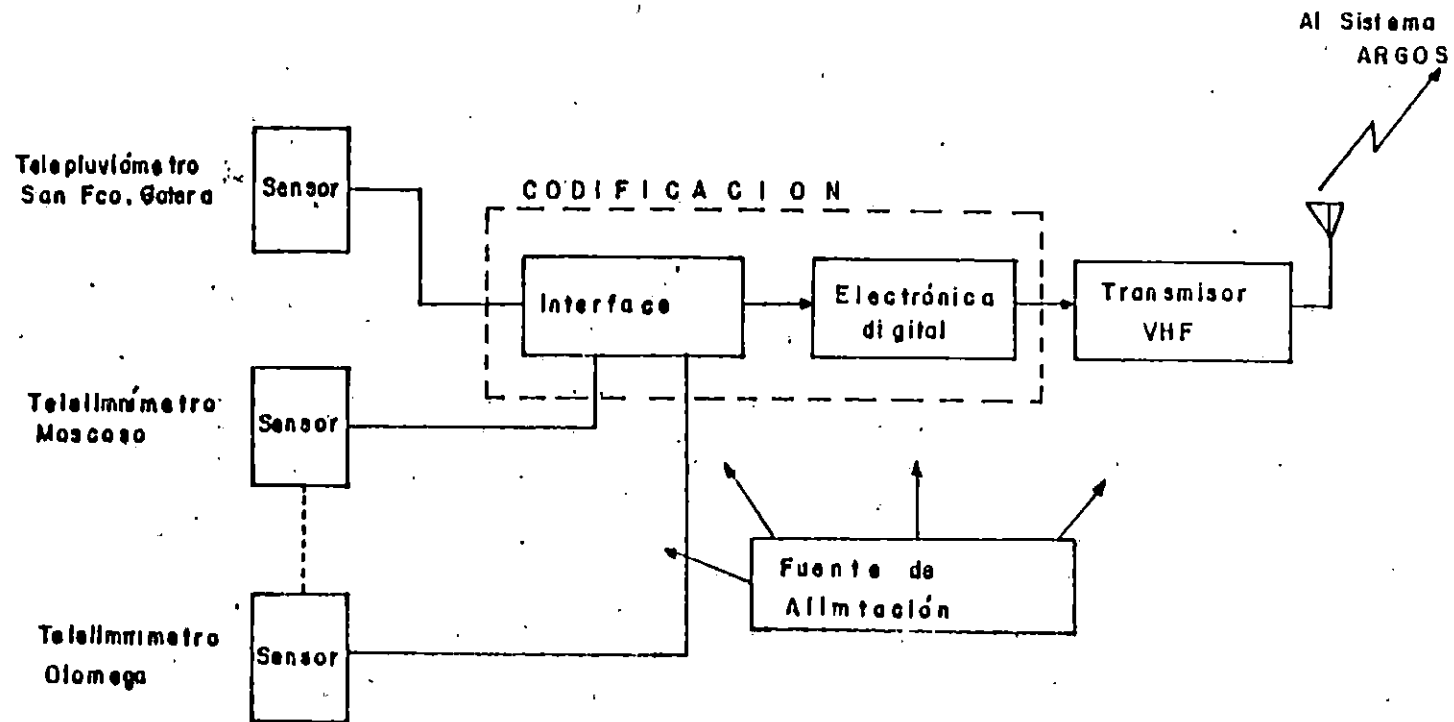 Al Sistema
ARGOS
Telepluviómetro
San Fco. Gotera
Sensor
CODIFICACION
Interface
Electrónica
digital
Transmisor
VHF
Telelimnímetro
Moscoso
Sensor
Fuente de
Alimtación
Telelimnímetro
Olomega
Sensor